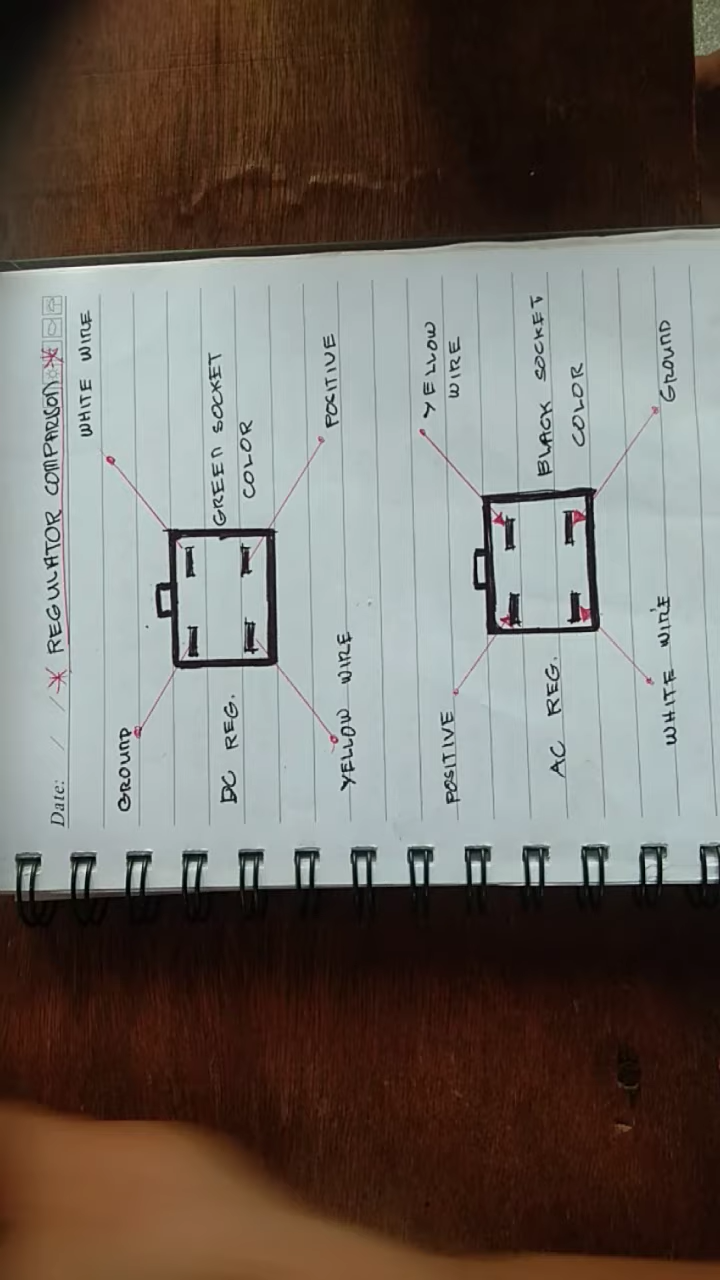 Date: / /
* REGULATOR COMPARISON *
GROUND
WHITE WIRE
DC REG.
GREEN SOCKET
COLOR
YELLOW WIRE
POSITIVE
POSITIVE
YELLOW
WIRE
AC REG.
BLACK SOCKET
COLOR
WHITE WIRE
GROUND